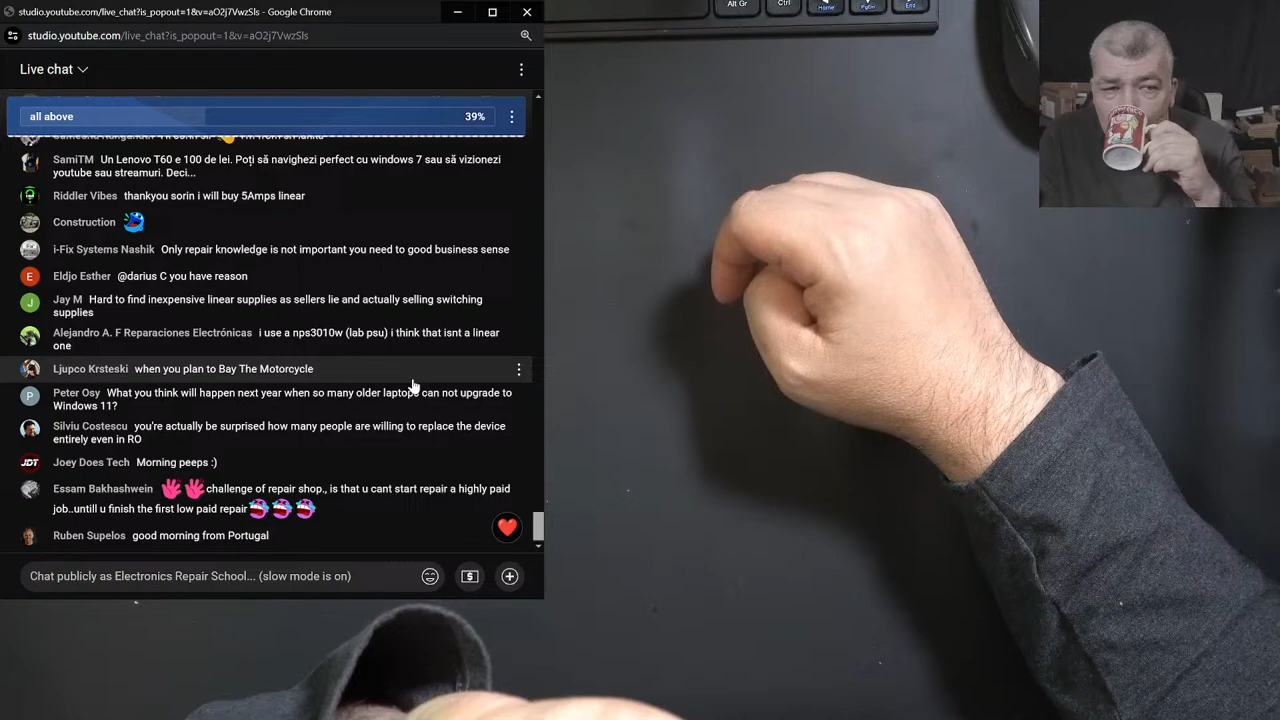 studio.youtube.com/live_chat?is_popout=1&v=aO2j7VwzSls - Google Chrome
studio.youtube.com/live_chat?is_popout=1&v=aO2j7VwzSls
Live chat
all above 39%
SamiTM Un Lenovo T60 e 100 de lei. Poți să navighezi perfect cu windows 7 sau să vizionezi
youtube sau streamuri. Deci...
Riddler Vibes thankyou sorin i will buy 5Amps linear
Construction
i-Fix Systems Nashik Only repair knowledge is not important you need to good business sense
E Eldjo Esther @darius C you have reason
J Jay M Hard to find inexpensive linear supplies as sellers lie and actually selling switching
supplies
Alejandro A. F Reparaciones Electrónicas i use a nps3010w (lab psu) i think that isnt a linear
one
Ljupco Krsteski when you plan to Bay The Motorcycle
P Peter Osy What you think will happen next year when so many older laptops can not upgrade to
Windows 11?
Silviu Costescu you're actually be surprised how many people are willing to replace the device
entirely even in RO
JDT Joey Does Tech Morning peeps :)
Essam Bakhashwein challenge of repair shop., is that u cant start repair a highly paid
job..untill u finish the first low paid repair
Ruben Supelos good morning from Portugal
Chat publicly as Electronics Repair School... (slow mode is on)
Alt Gr
Ctrl
Home
PgDn
End